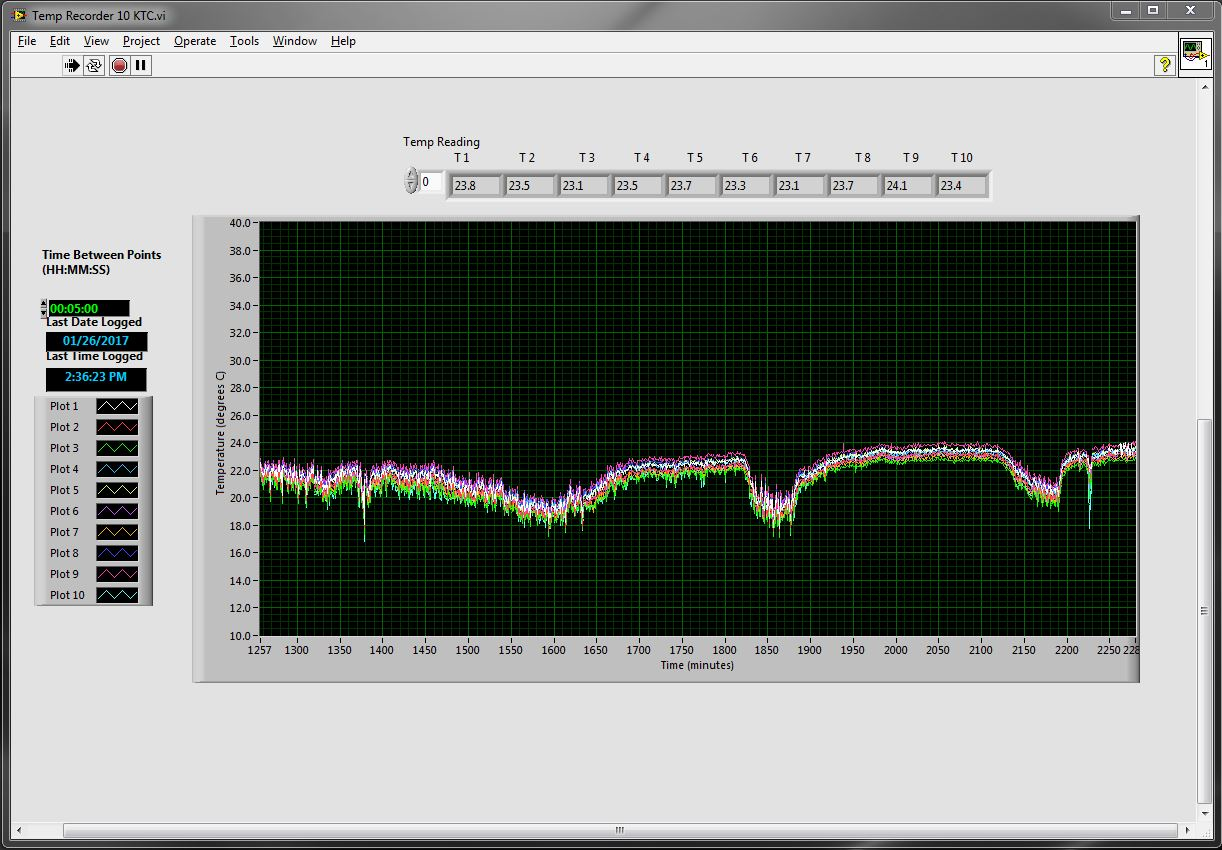 Temp Recorder 10 KTC.vi
File Edit View Project Operate Tools Window Help
?
1
Temp Reading
T 1 T 2 T 3 T 4 T 5 T 6 T 7 T 8 T 9 T 10
0 23.8 23.5 23.1 23.5 23.7 23.3 23.1 23.7 24.1 23.4
Time Between Points
(HH:MM:SS)
00:05:00
Last Date Logged
01/26/2017
Last Time Logged
2:36:23 PM
Plot 1
Plot 2
Plot 3
Plot 4
Plot 5
Plot 6
Plot 7
Plot 8
Plot 9
Plot 10
Temperature (degrees C)
40.0
38.0
36.0
34.0
32.0
30.0
28.0
26.0
24.0
22.0
20.0
18.0
16.0
14.0
12.0
10.0
1257 1300 1350 1400 1450 1500 1550 1600 1650 1700 1750 1800 1850 1900 1950 2000 2050 2100 2150 2200 2250 228
Time (minutes)